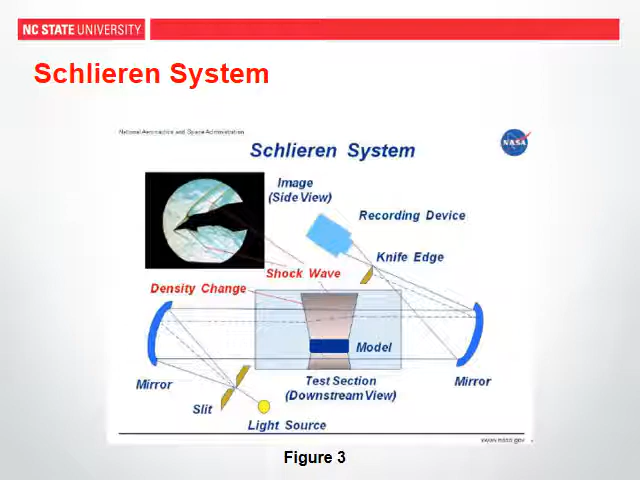 NC STATE UNIVERSITY
Schlieren System
National Aeronautics and Space Administration
NASA
Schlieren System
Image
(Side View)
Recording Device
Knife Edge
Shock Wave
Density Change
Model
Mirror
Test Section
(Downstream View)
Mirror
Slit
Light Source
www.nasa.gov
Figure 3